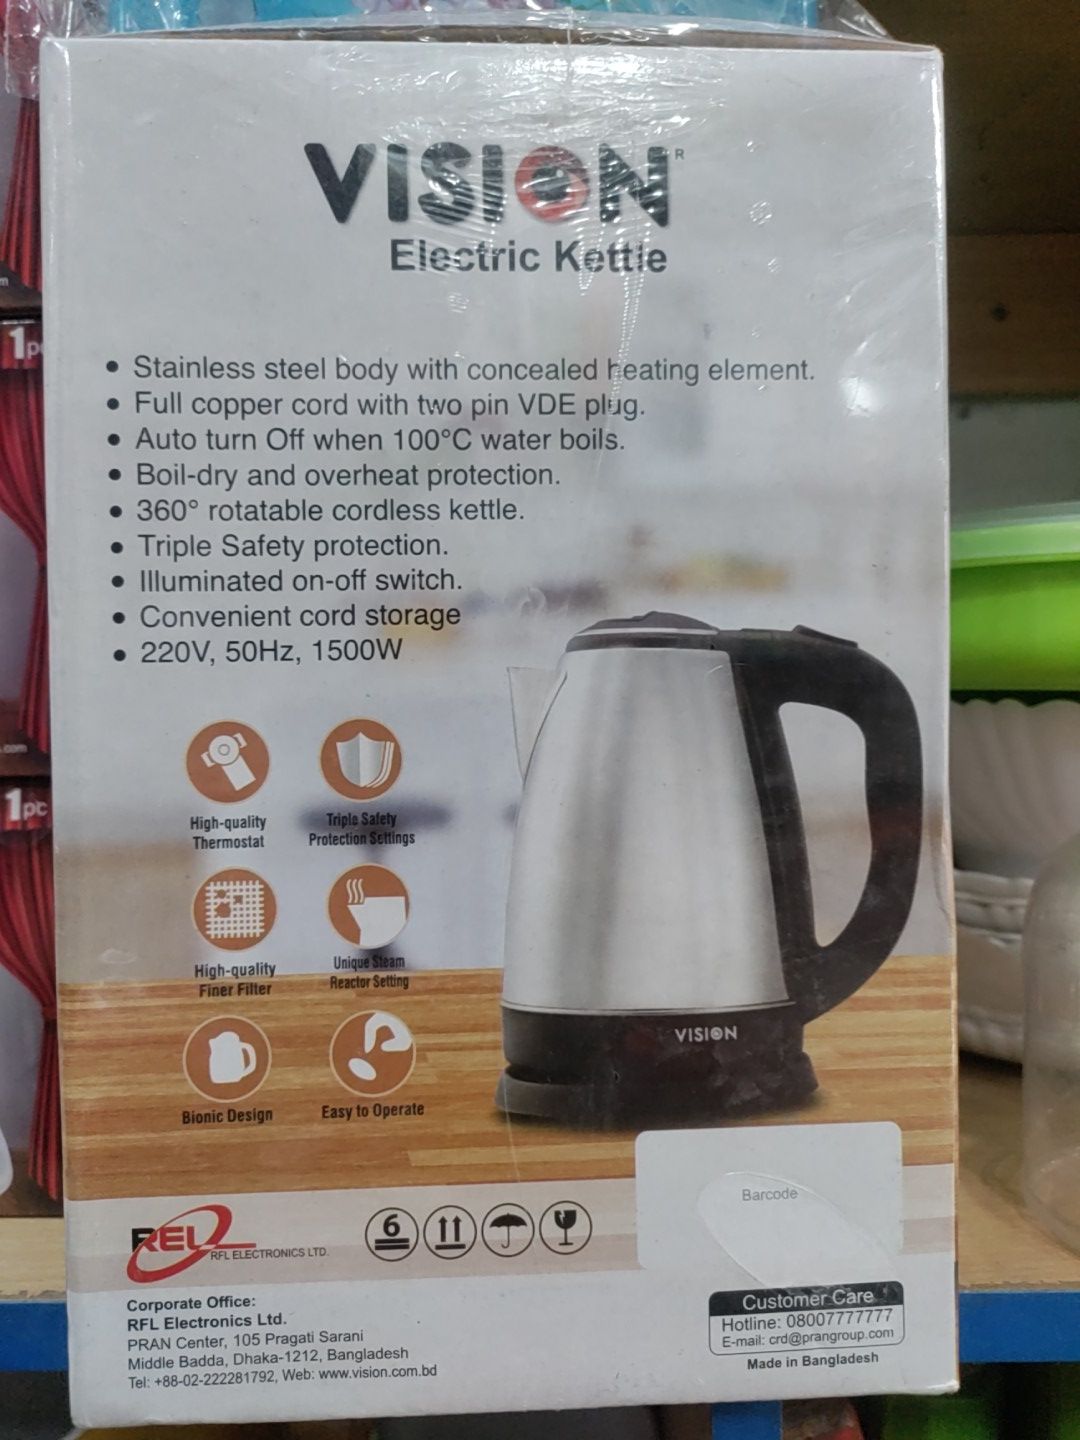 VISION R
Electric Kettle
• Stainless steel body with concealed heating element.
• Full copper cord with two pin VDE plug.
• Auto turn Off when 100°C water boils.
• Boil-dry and overheat protection.
• 360° rotatable cordless kettle.
• Triple Safety protection.
• Illuminated on-off switch.
• Convenient cord storage
• 220V, 50Hz, 1500W
High-quality
Thermostat
Triple Safety
Protection Settings
High-quality
Finer Filter
Unique Steam
Reactor Setting
Bionic Design
Easy to Operate
VISION
Barcode
REL
RFL ELECTRONICS LTD.
6
Corporate Office:
RFL Electronics Ltd.
PRAN Center, 105 Pragati Sarani
Middle Badda, Dhaka-1212, Bangladesh
Tel: +88-02-222281792, Web: www.vision.com.bd
Customer Care
Hotline: 08007777777
E-mail: crd@prangroup.com
Made in Bangladesh
1pc
.com